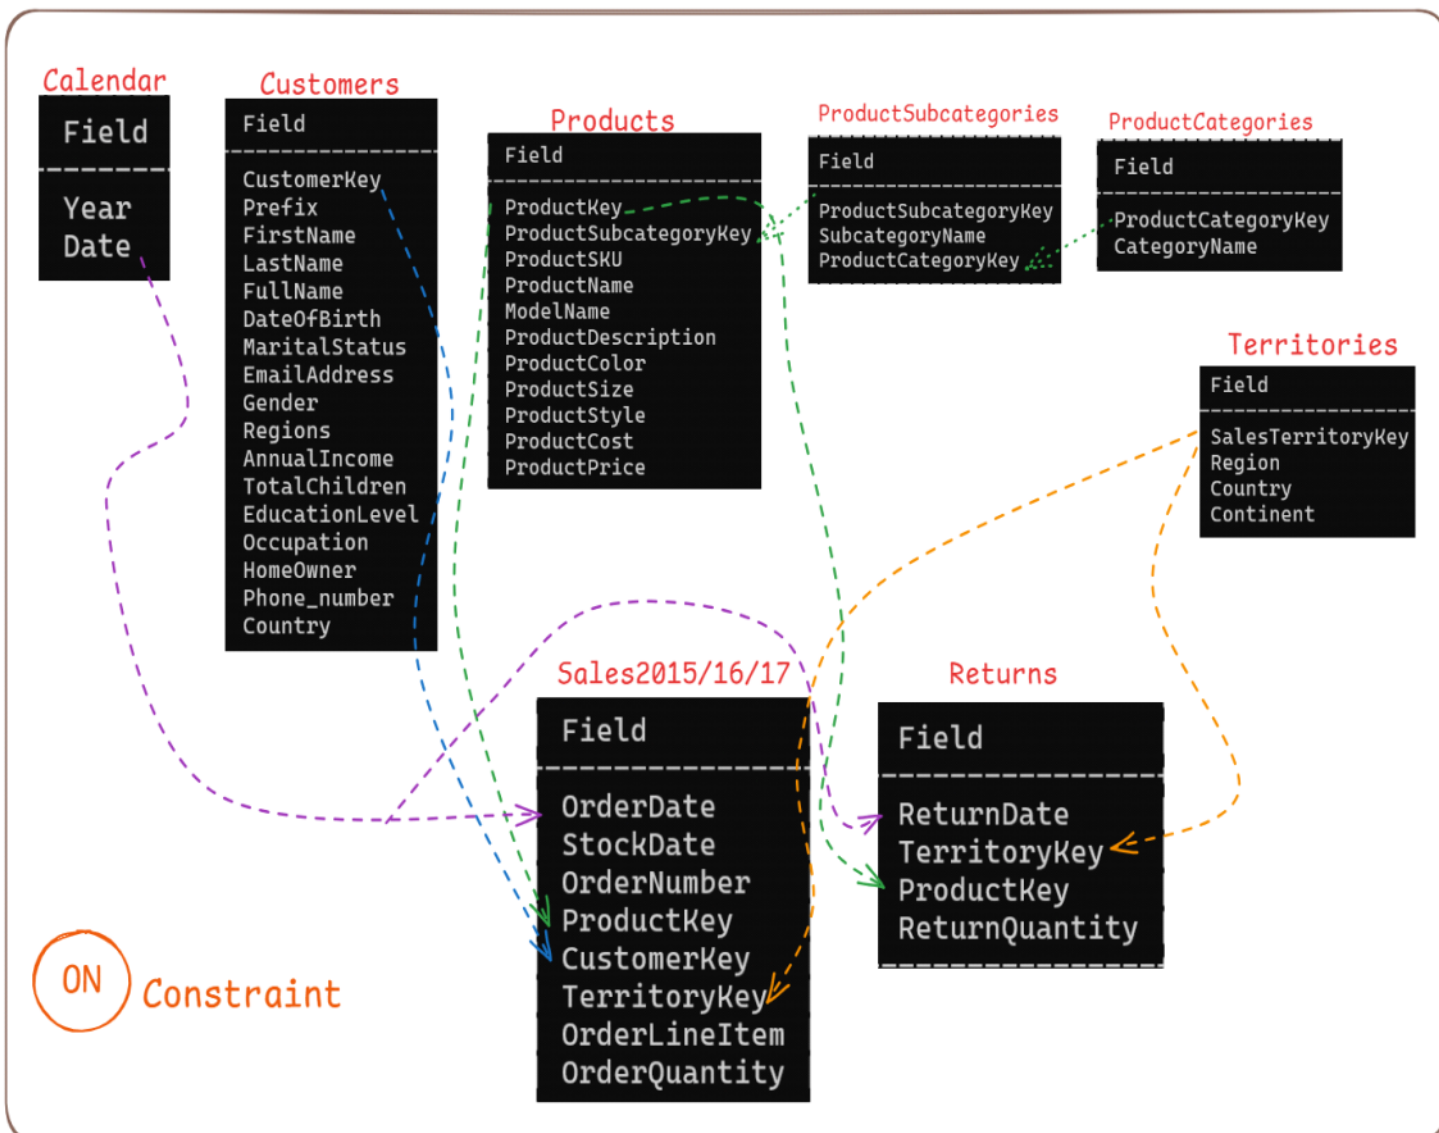 Calendar
Field
Year
Date
Customers
Field
CustomerKey
Prefix
FirstName
LastName
FullName
DateOfBirth
MaritalStatus
EmailAddress
Gender
Regions
AnnualIncome
TotalChildren
EducationLevel
Occupation
HomeOwner
Phone_number
Country
Products
Field
ProductKey
ProductSubcategoryKey
ProductSKU
ProductName
ModelName
ProductDescription
ProductColor
ProductSize
ProductStyle
ProductCost
ProductPrice
ProductSubcategories
Field
ProductSubcategoryKey
SubcategoryName
ProductCategoryKey
ProductCategories
Field
ProductCategoryKey
CategoryName
Territories
Field
SalesTerritoryKey
Region
Country
Continent
Sales2015/16/17
Field
OrderDate
StockDate
OrderNumber
ProductKey
CustomerKey
TerritoryKey
OrderLineItem
OrderQuantity
Returns
Field
ReturnDate
TerritoryKey
ProductKey
ReturnQuantity
ON Constraint